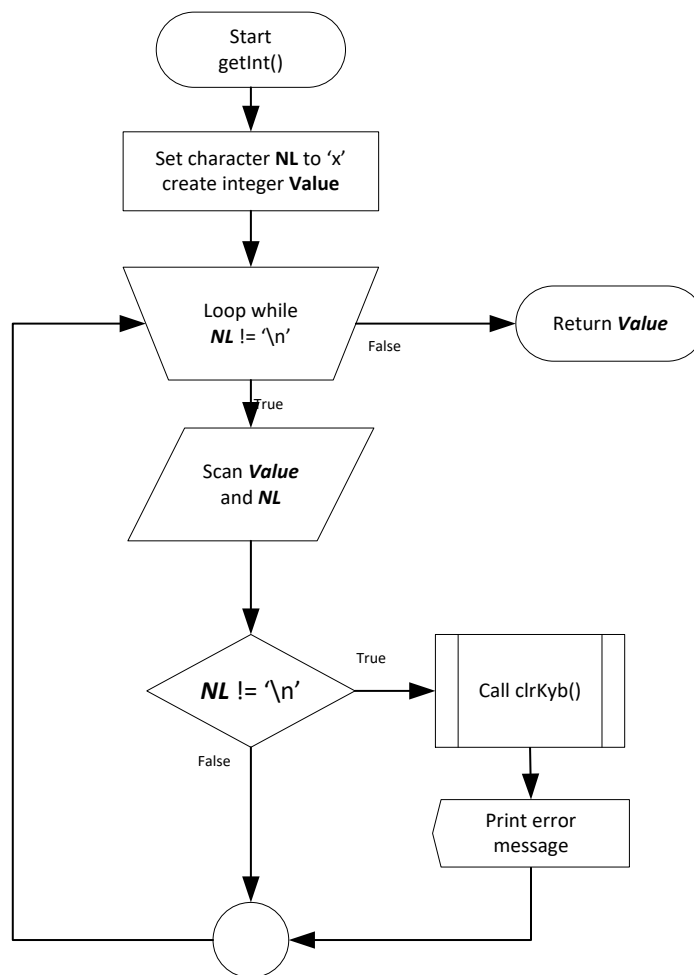 Start
getInt()
Set character NL to ‘x’
create integer Value
Loop while
NL != ‘\n’
False
Return Value
True
Scan Value
and NL
NL != ‘\n’
True
Call clrKyb()
False
Print error
message